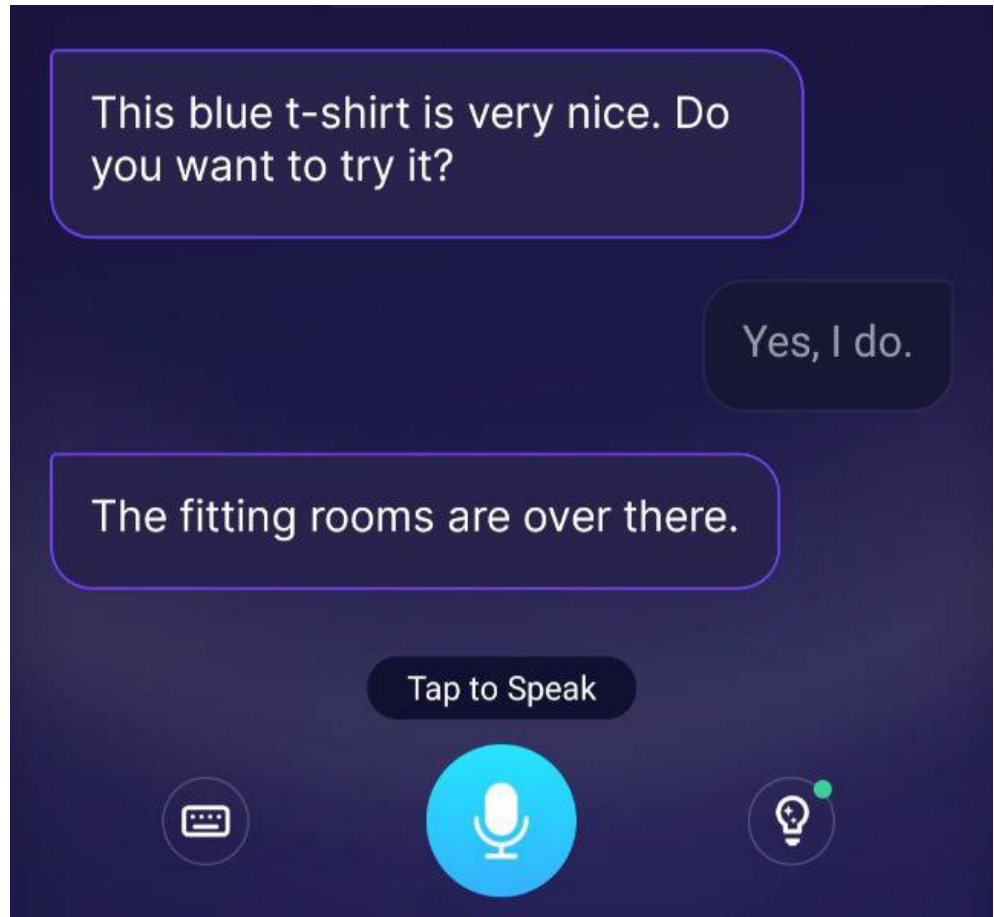 This blue t-shirt is very nice. Do
you want to try it?
Yes, I do.
The fitting rooms are over there.
Tap to Speak